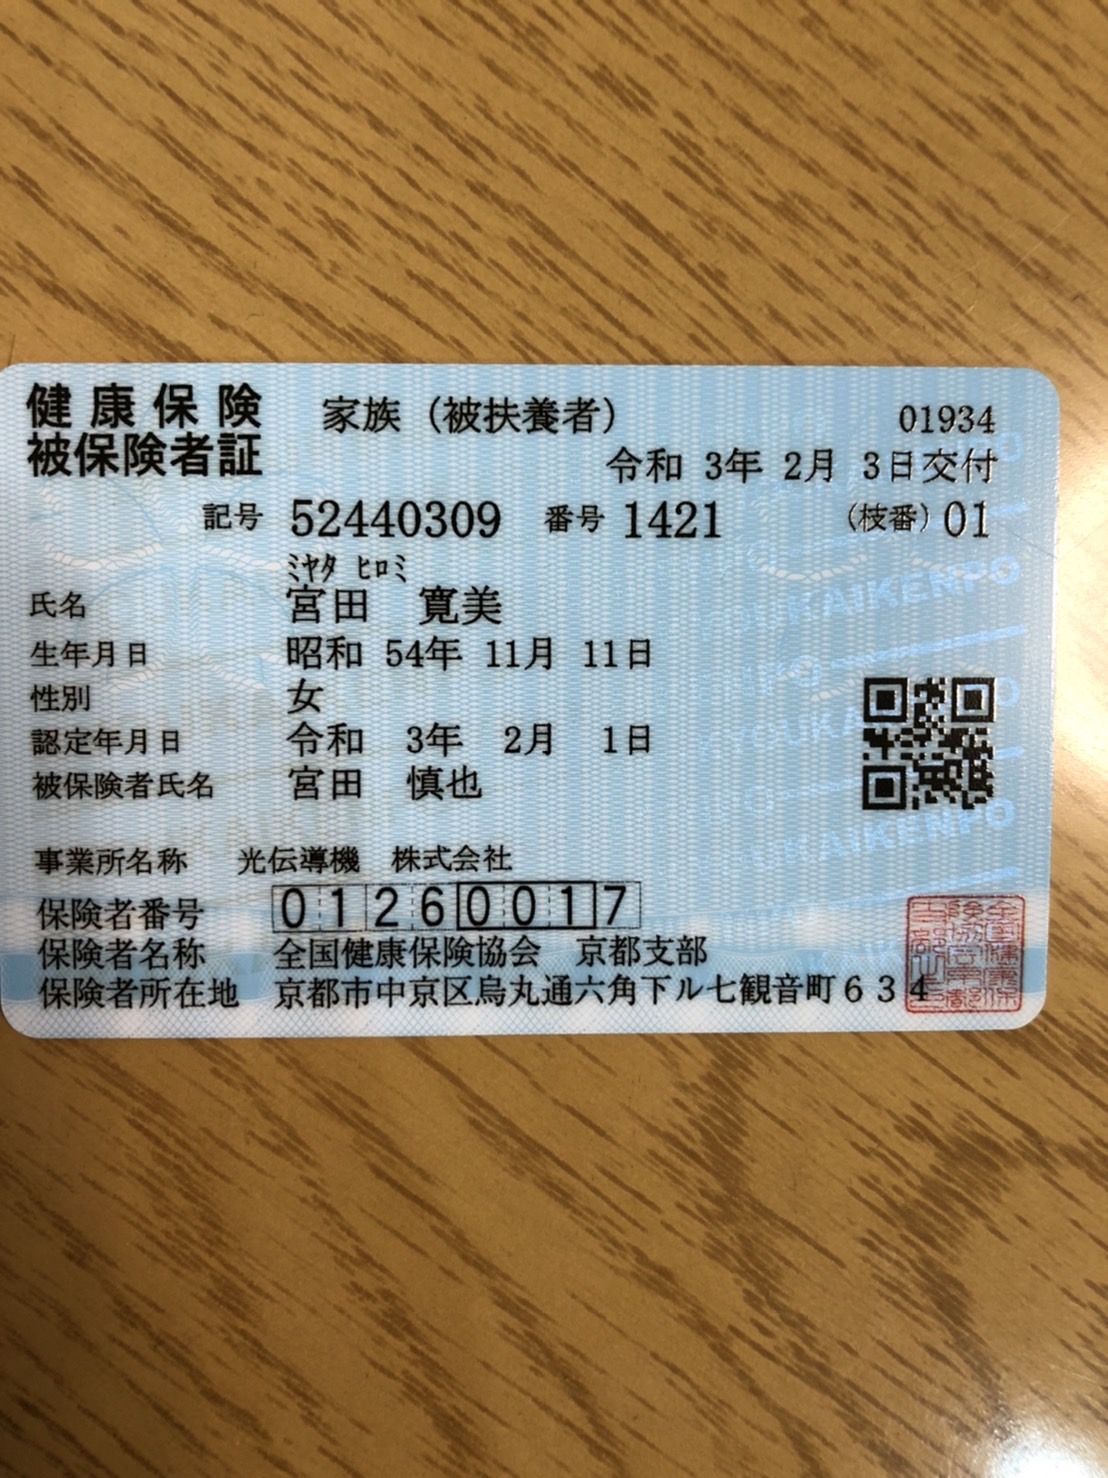 健康保険
被保険者証
家族（被扶養者）
01934
令和 3年 2月 3日交付
記号 52440309 番号 1421 （枝番）01
ﾐﾔﾀ ﾋﾛﾐ
氏名 宮田 寛美
生年月日 昭和 54年 11月 11日
性別 女
認定年月日 令和 3年 2月 1日
被保険者氏名 宮田 慎也
事業所名称 光伝導機 株式会社
保険者番号 01260017
保険者名称 全国健康保険協会 京都支部
保険者所在地 京都市中京区烏丸通六角下ル七観音町６３４